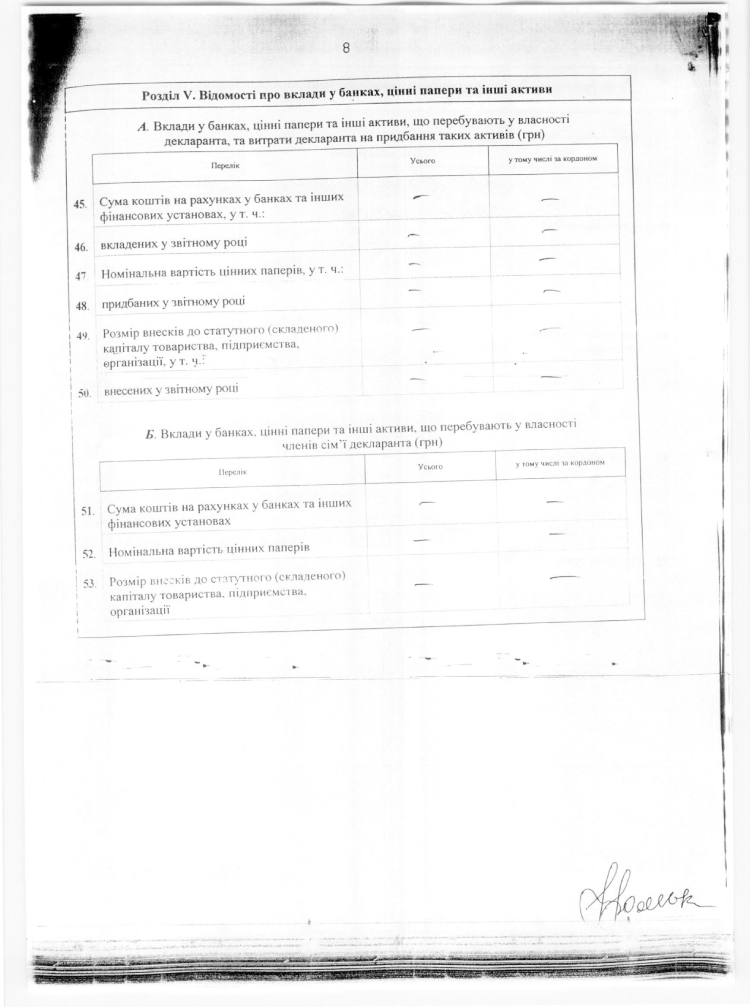 8
Розділ V. Відомості про вклади у банках, цінні папери та інші активи
А. Вклади у банках, цінні папери та інші активи, що перебувають у власності
декларанта, та витрати декларанта на придбання таких активів (грн)
Перелік Усього у тому числі за кордоном
45. Сума коштів на рахунках у банках та інших — —
фінансових установах, у т. ч.:
46. вкладених у звітному році — —
47 Номінальна вартість цінних паперів, у т. ч.: — —
48. придбаних у звітному році — —
49. Розмір внесків до статутного (складеного) — —
капіталу товариства, підприємства,
організації, у т. ч.:
50. внесених у звітному році — —
Б. Вклади у банках, цінні папери та інші активи, що перебувають у власності
членів сім’ї декларанта (грн)
Перелік Усього у тому числі за кордоном
51. Сума коштів на рахунках у банках та інших — —
фінансових установах
52. Номінальна вартість цінних паперів — —
53. Розмір внесків до статутного (складеного) — —
капіталу товариства, підприємства,
організації